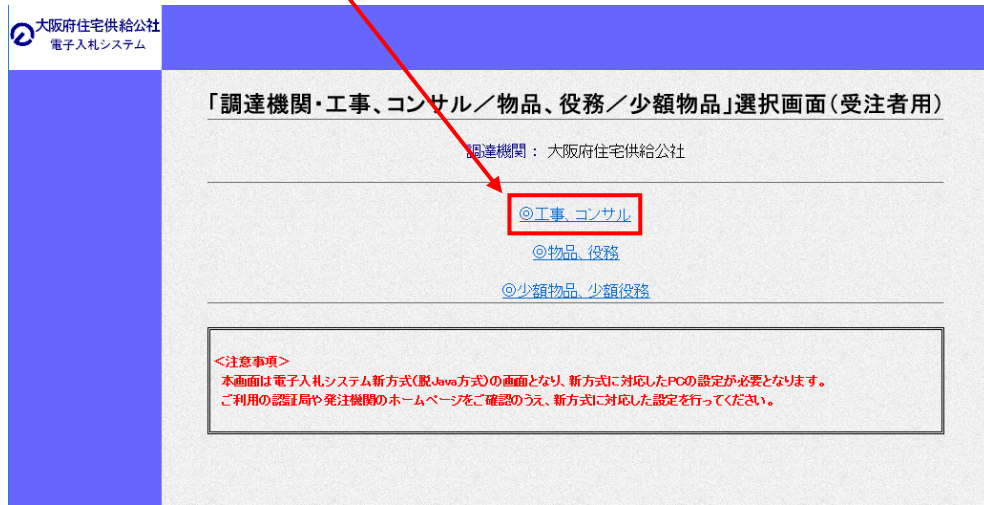 大阪府住宅供給公社
電子入札システム
「調達機関・工事、コンサル／物品、役務／少額物品」選択画面（受注者用）
調達機関： 大阪府住宅供給公社
◎工事、コンサル
◎物品、役務
◎少額物品、少額役務
＜注意事項＞
本画面は電子入札システム新方式(脱Java方式)の画面となり、新方式に対応したPCの設定が必要となります。
ご利用の認証局や発注機関のホームページをご確認のうえ、新方式に対応した設定を行ってください。